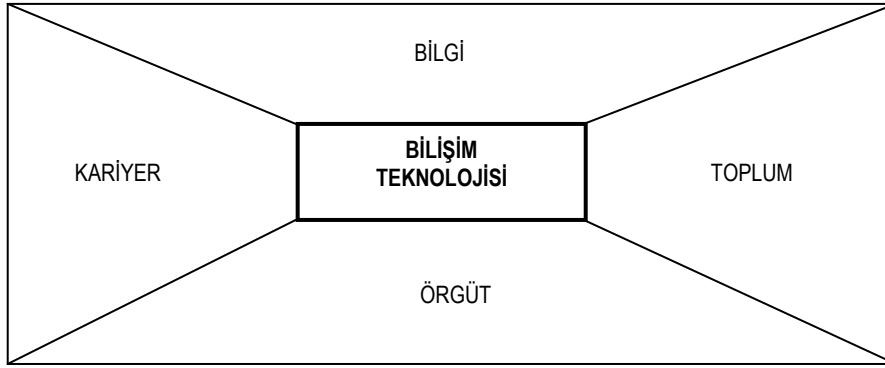 BİLGİ
KARİYER
BİLİŞİM
TEKNOLOJİSİ
TOPLUM
ÖRGÜT